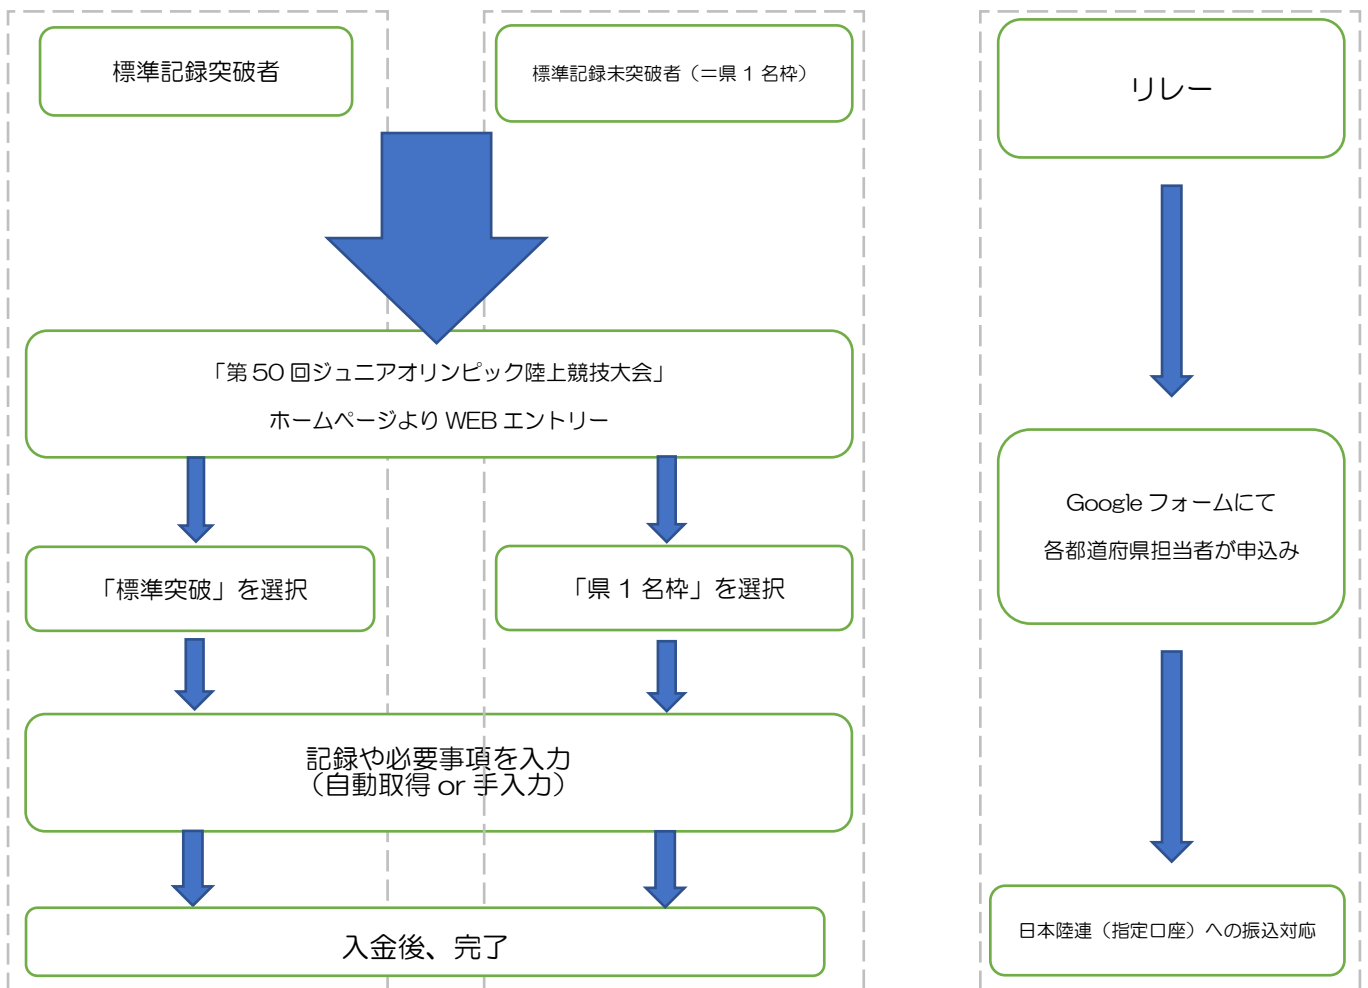 標準記録突破者
標準記録未突破者（＝県 1 名枠）
リレー
「第 50 回ジュニアオリンピック陸上競技大会」
ホームページより WEB エントリー
Google フォームにて
各都道府県担当者が申込み
「標準突破」を選択
「県 1 名枠」を選択
記録や必要事項を入力
（自動取得 or 手入力）
日本陸連（指定口座）への振込対応
入金後、完了